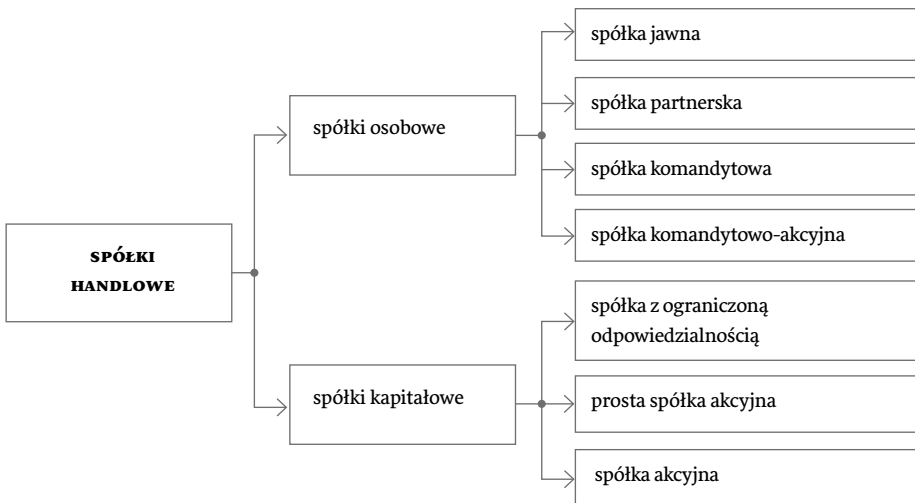 spółka jawna
spółki osobowe
spółka partnerska
spółka komandytowa
spółka komandytowo-akcyjna
SPÓŁKI
HANDLOWE
spółka z ograniczoną
odpowiedzialnością
spółki kapitałowe
prosta spółka akcyjna
spółka akcyjna